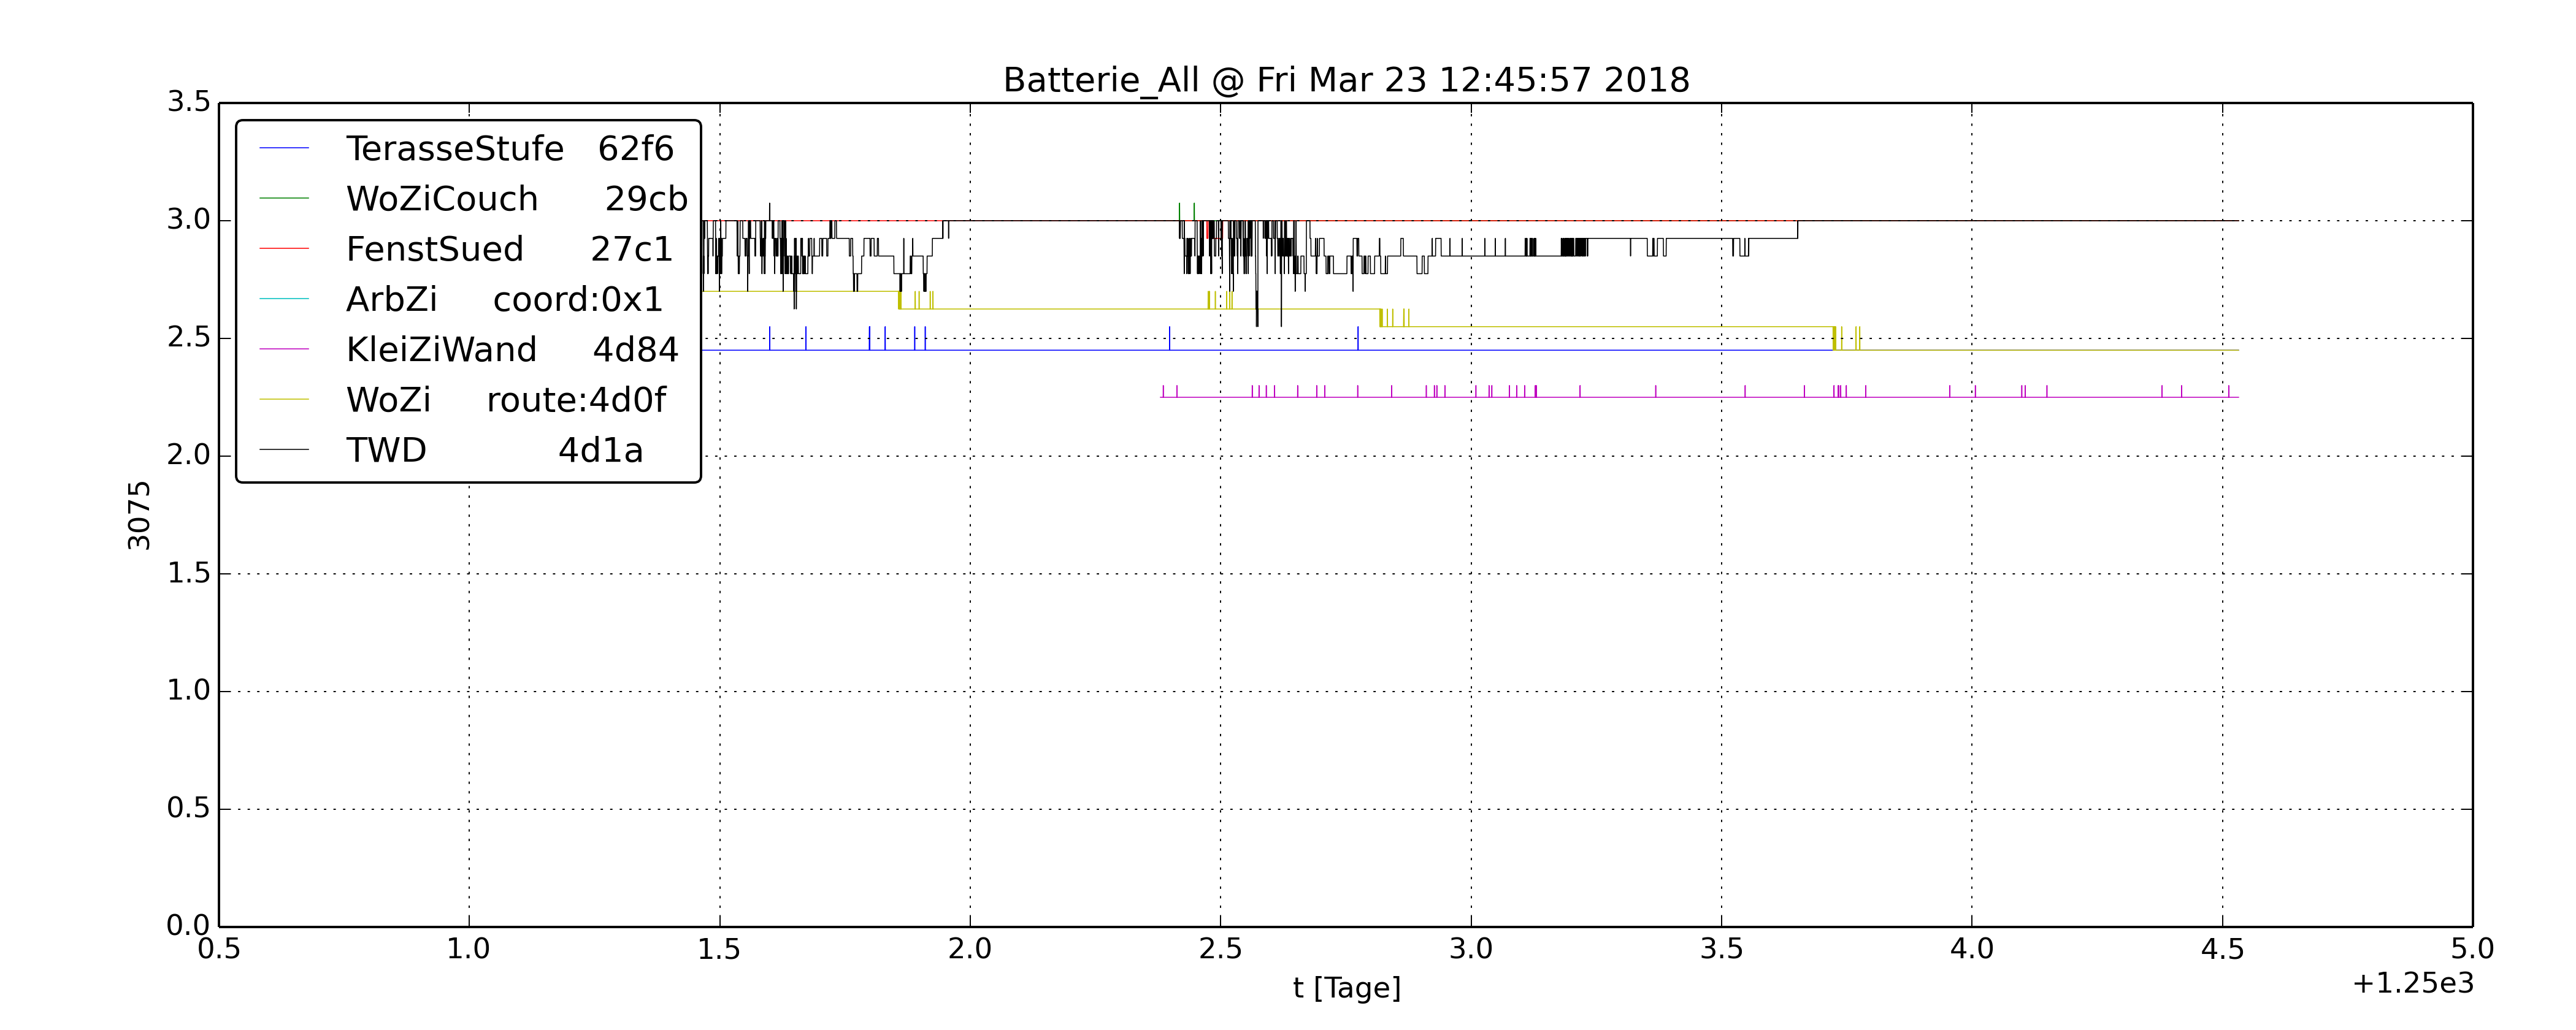 Batterie_All @ Fri Mar 23 12:45:57 2018
3.5
3.0
2.5
2.0
1.5
1.0
0.5
0.0
3075
TerasseStufe 62f6
WoZiCouch 29cb
FenstSued 27c1
ArbZi coord:0x1
KleiZiWand 4d84
WoZi route:4d0f
TWD 4d1a
0.5 1.0 1.5 2.0 2.5 3.0 3.5 4.0 4.5 5.0
t [Tage]
+1.25e3